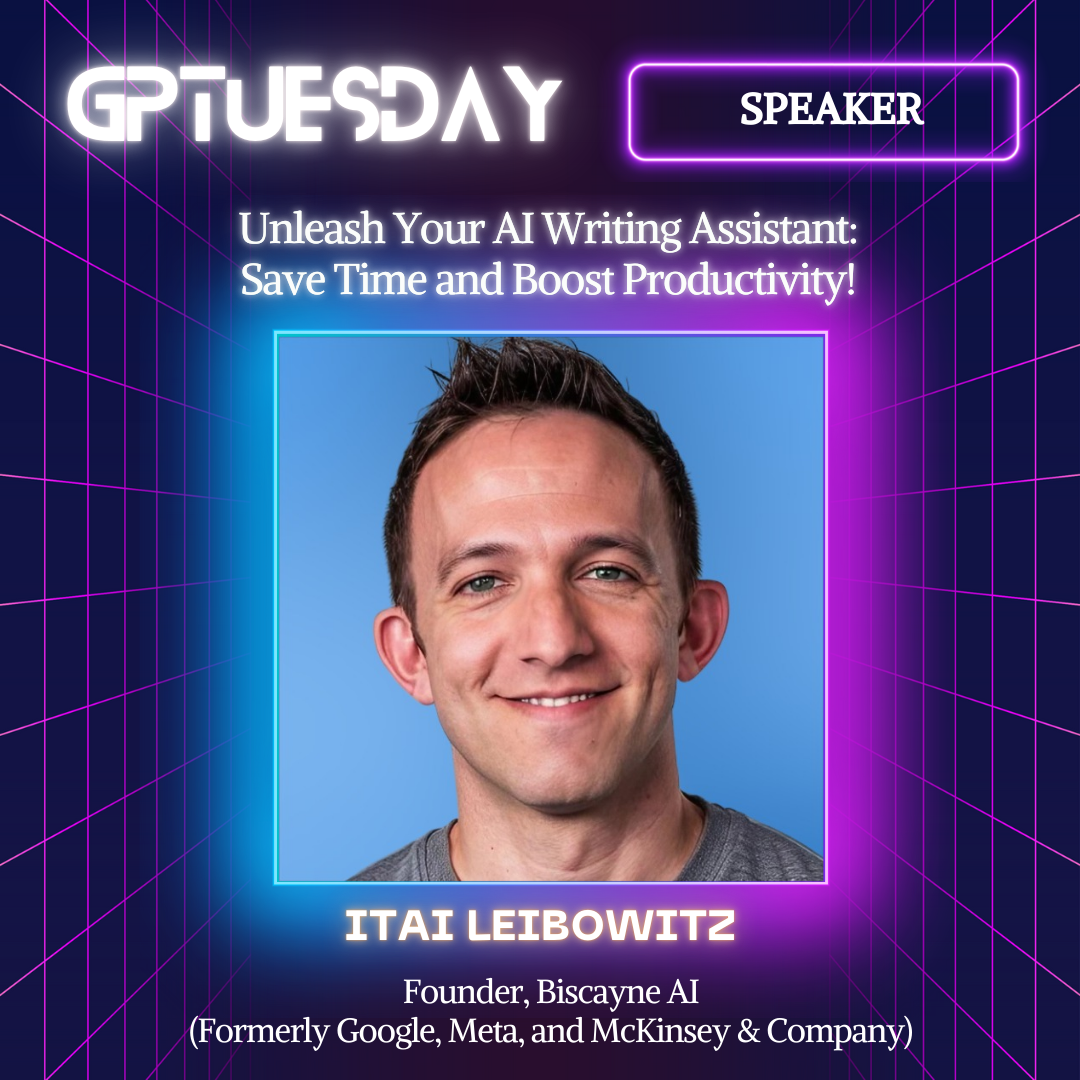 GPTUESDAY
SPEAKER
Unleash Your AI Writing Assistant:
Save Time and Boost Productivity!
ITAI LEIBOWITZ
Founder, Biscayne AI
(Formerly Google, Meta, and McKinsey & Company)